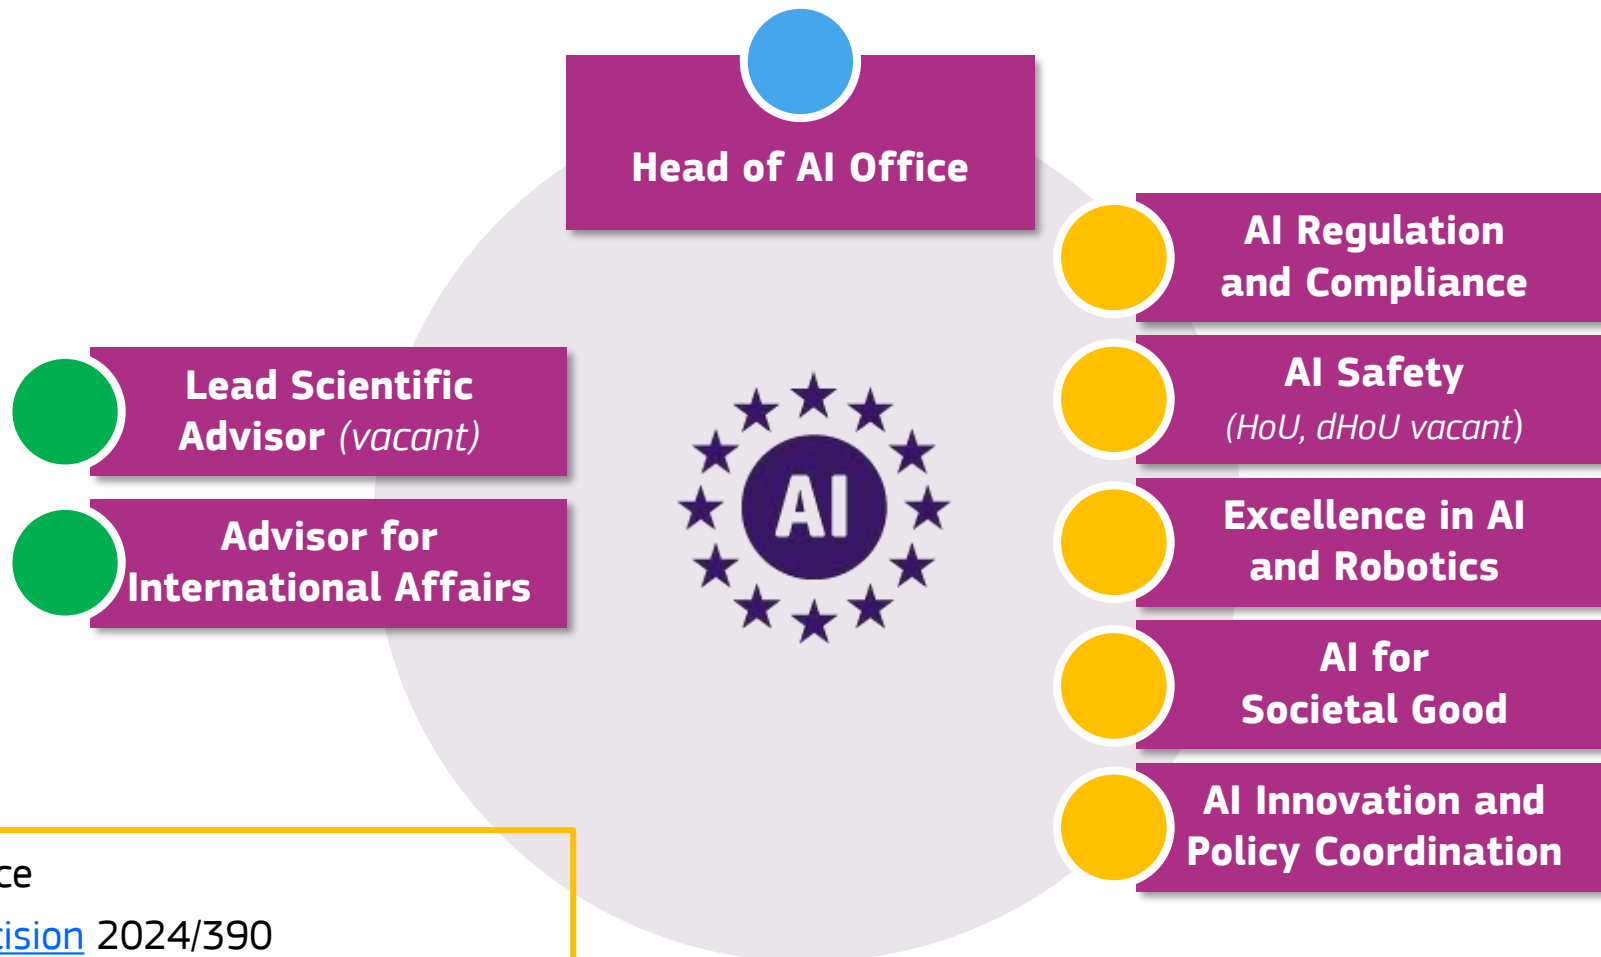 Head of AI Office
AI Regulation
and Compliance
Lead Scientific
Advisor (vacant)
AI Safety
(HoU, dHoU vacant)
Advisor for
International Affairs
AI
Excellence in AI
and Robotics
AI for
Societal Good
AI Innovation and
Policy Coordination
2024/390